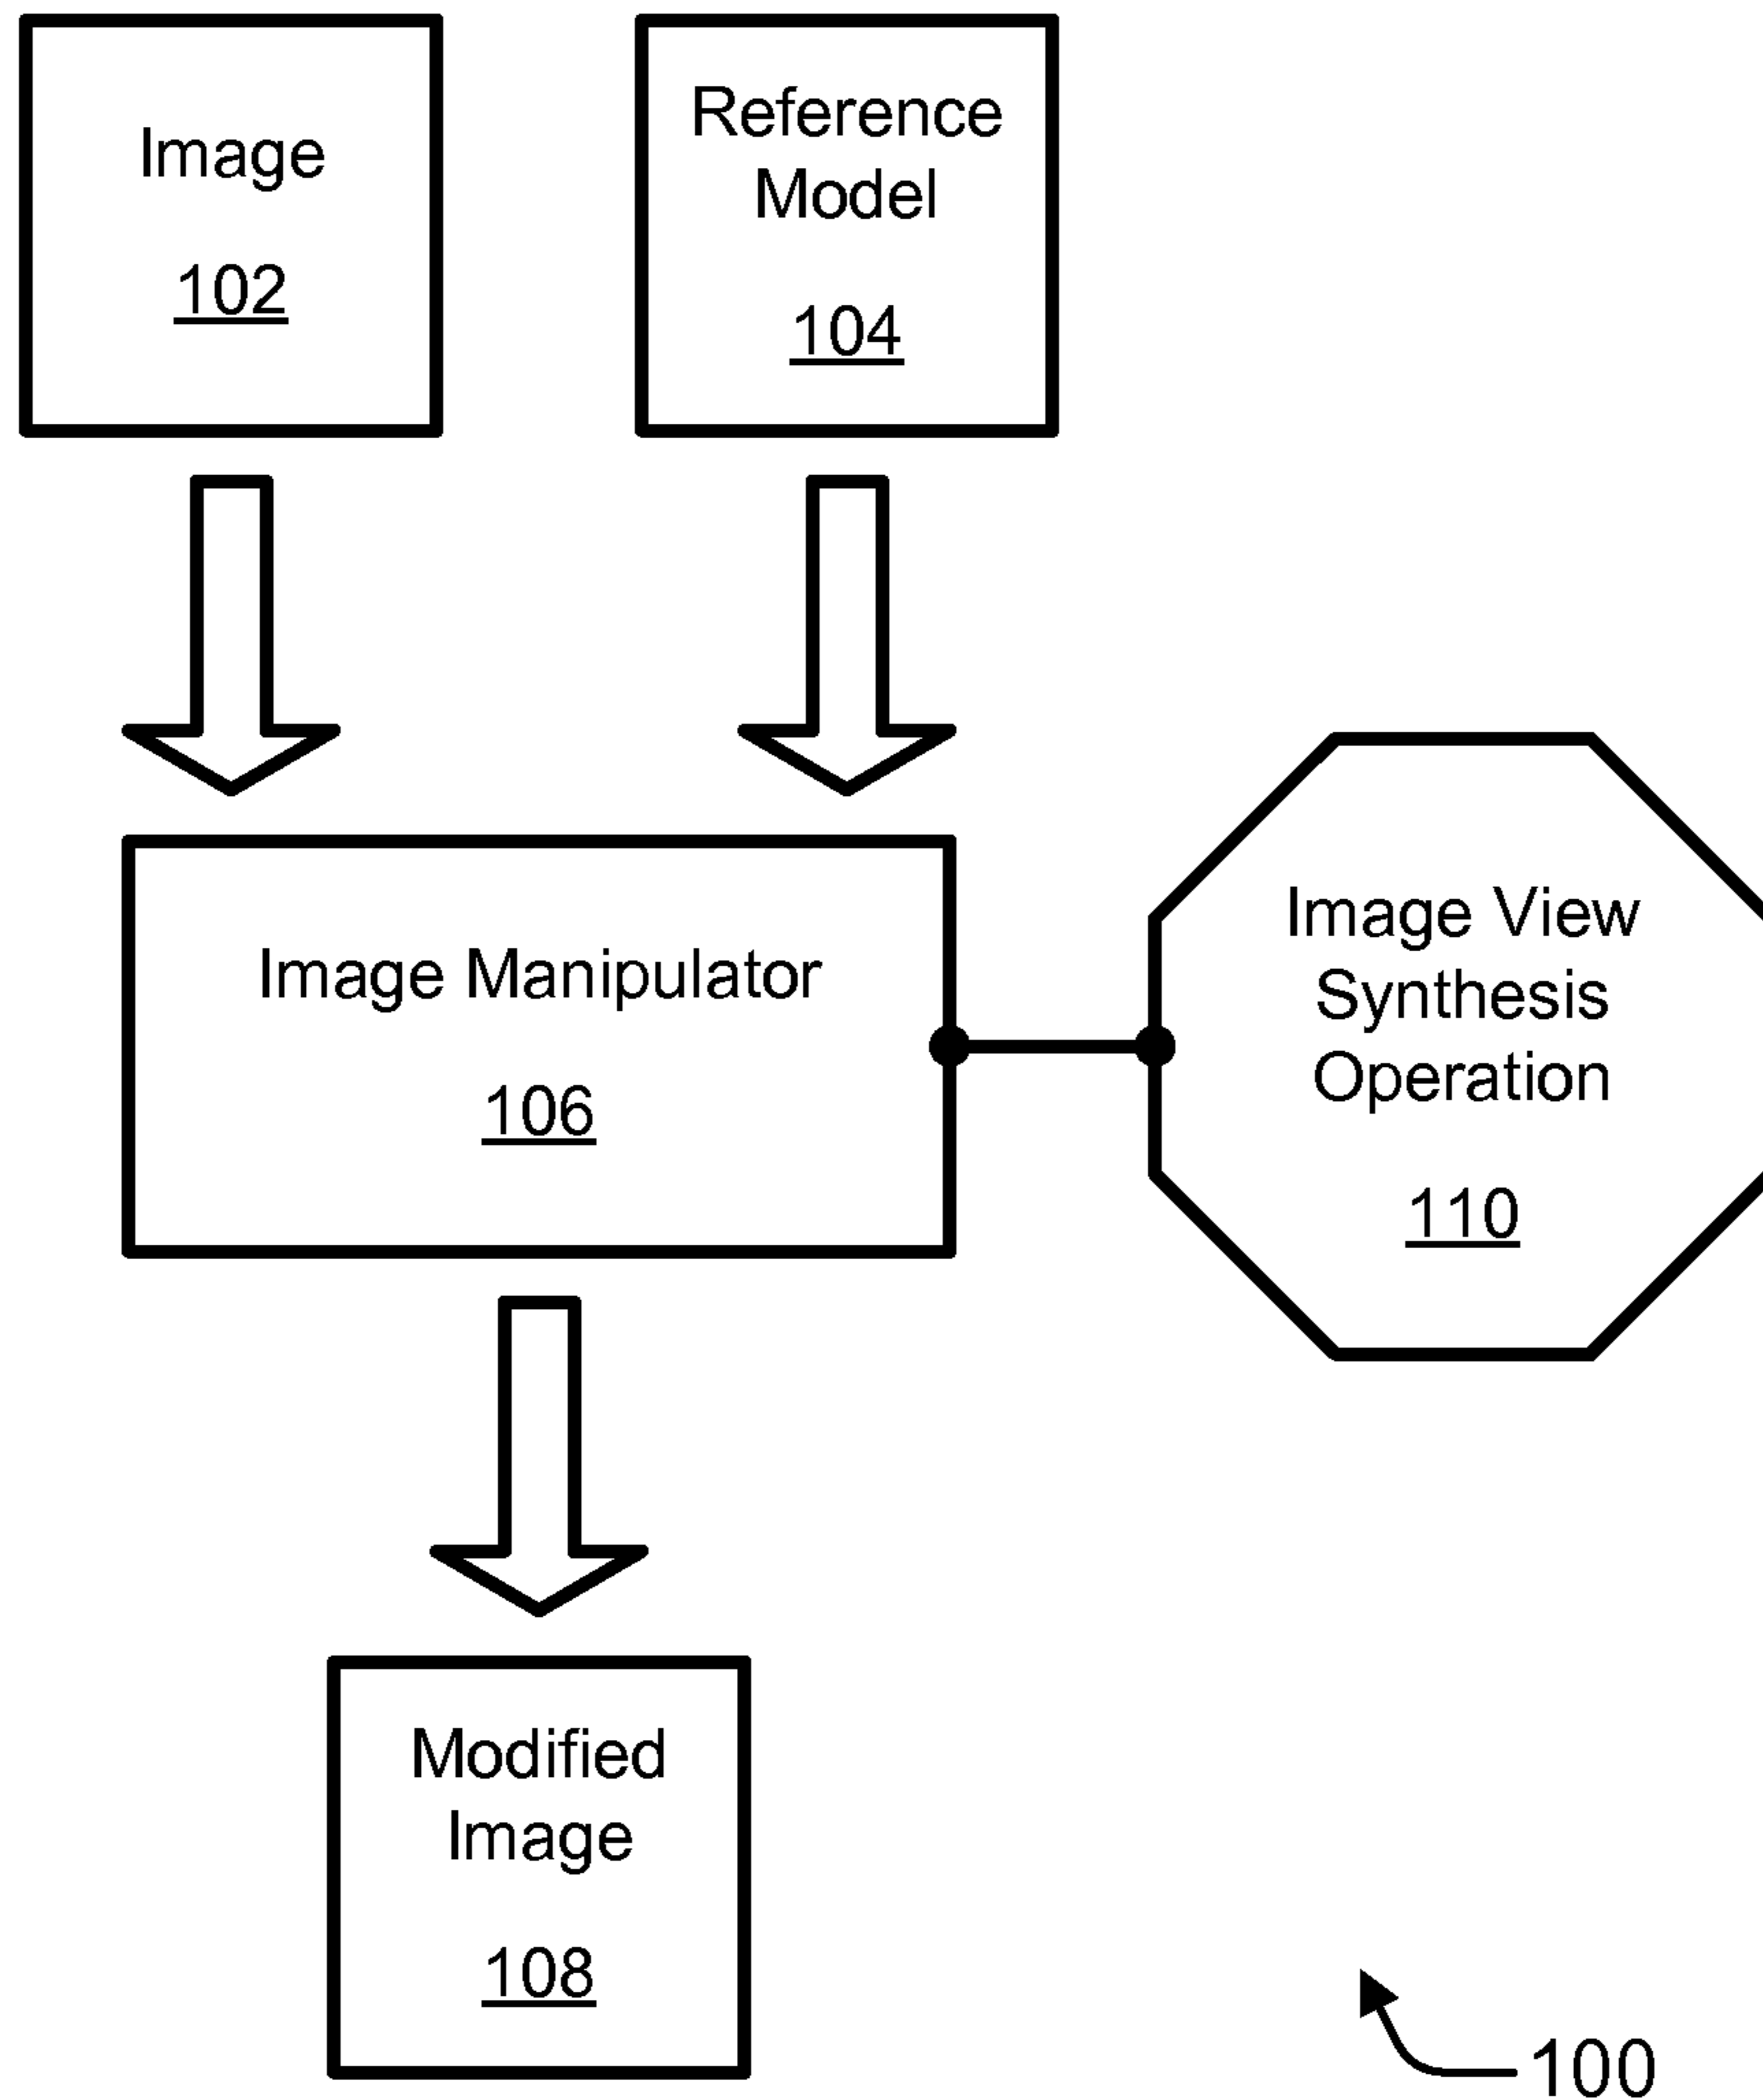 Image
102
Reference
Model
104
Image Manipulator
106
Image View
Synthesis
Operation
110
Modified
Image
108
100